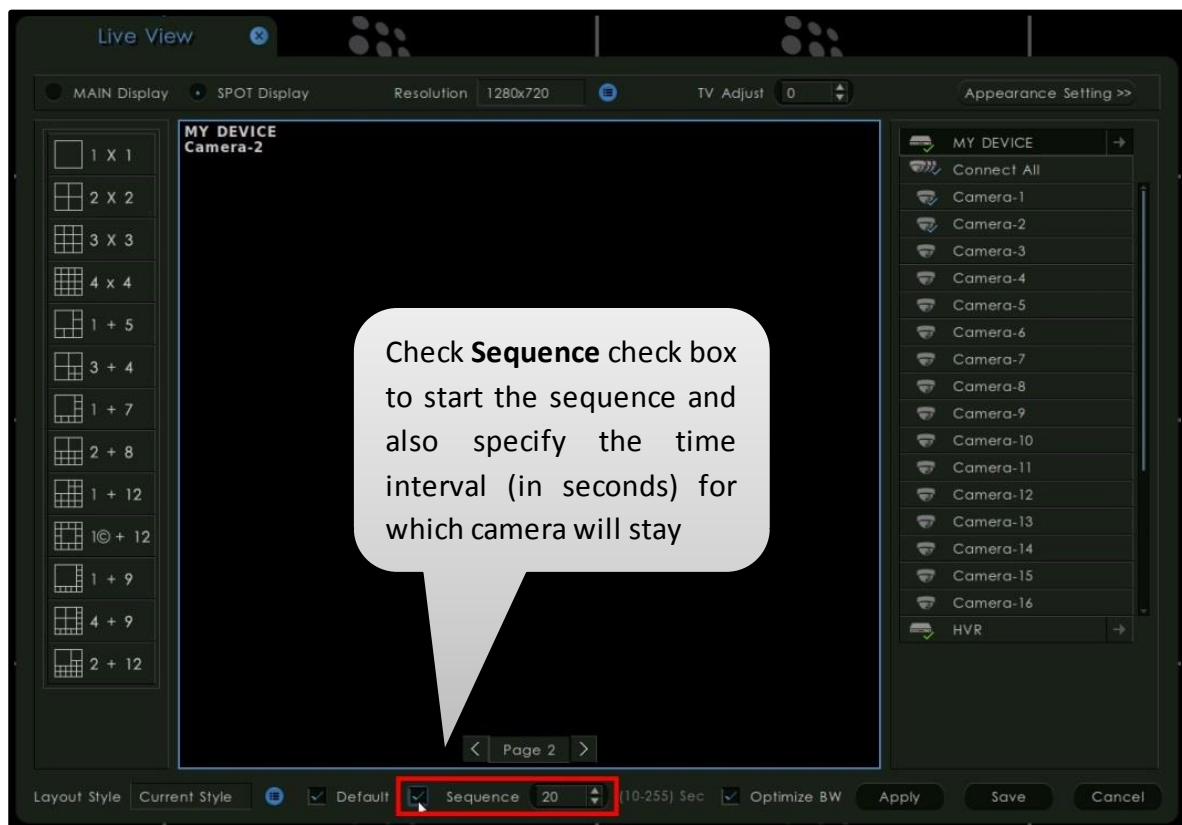 Live View
MAIN Display SPOT Display Resolution 1280x720 TV Adjust 0 Appearance Setting >>
1 X 1
2 X 2
3 X 3
4 x 4
1 + 5
3 + 4
1 + 7
2 + 8
1 + 12
1© + 12
1 + 9
4 + 9
2 + 12
MY DEVICE
Camera-2
Check Sequence check box
to start the sequence and
also specify the time
interval (in seconds) for
which camera will stay
< Page 2 >
MY DEVICE
Connect All
Camera-1
Camera-2
Camera-3
Camera-4
Camera-5
Camera-6
Camera-7
Camera-8
Camera-9
Camera-10
Camera-11
Camera-12
Camera-13
Camera-14
Camera-15
Camera-16
HVR
Layout Style Current Style Default Sequence 20 (10-255) Sec Optimize BW Apply Save Cancel